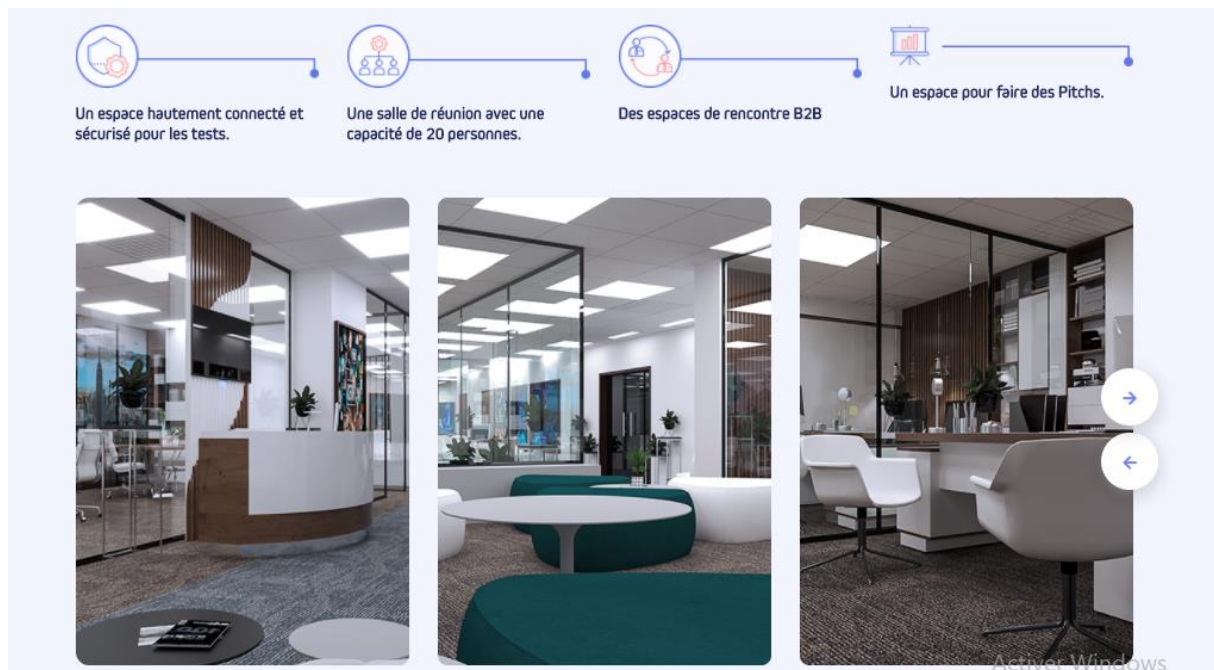 Un espace hautement connecté et
sécurisé pour les tests.
Une salle de réunion avec une
capacité de 20 personnes.
Des espaces de rencontre B2B
Un espace pour faire des Pitchs.
Activer Windows